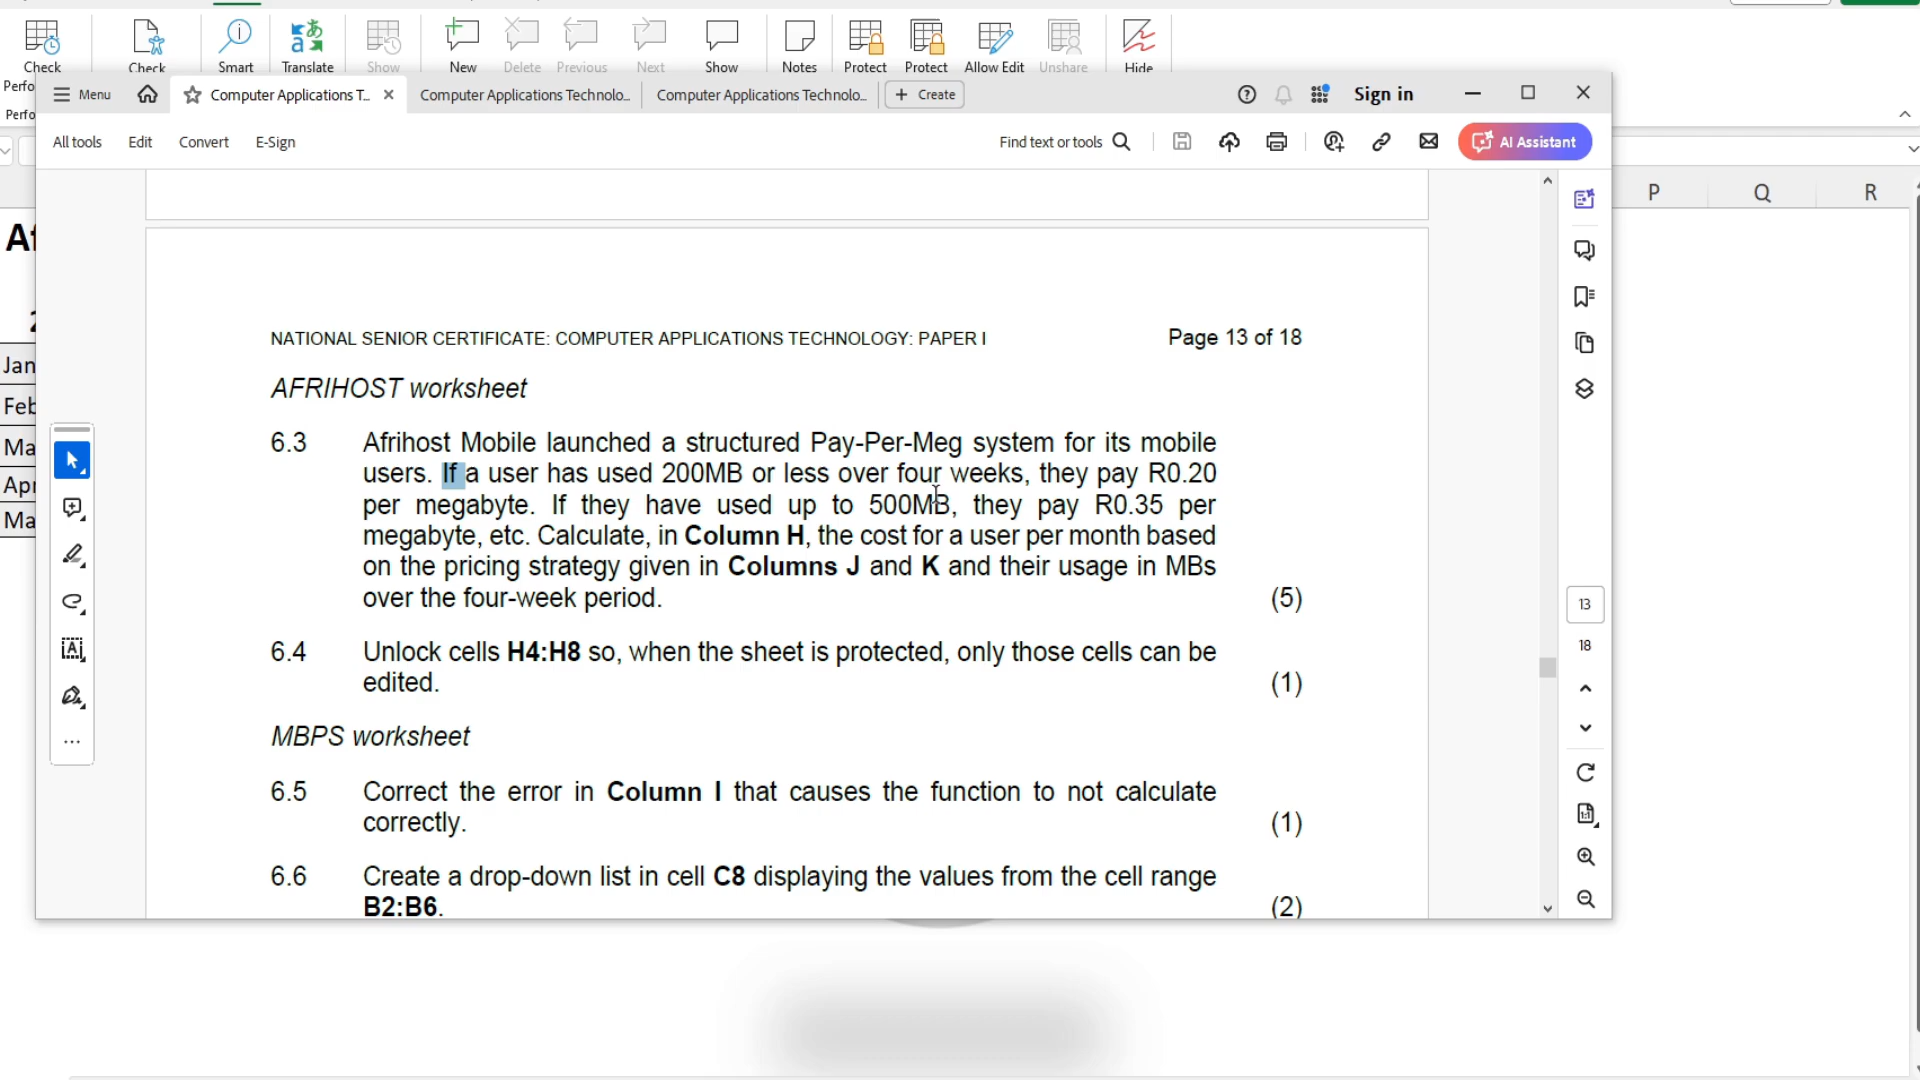 Check
Check
Smart
Translate
Show
New
Delete
Previous
Next
Show
Notes
Protect
Protect
Allow Edit
Unshare
Hide
Perfo
Perfo
Menu
Computer Applications T...
Computer Applications Technolo...
Computer Applications Technolo...
+ Create
Sign in
All tools
Edit
Convert
E-Sign
Find text or tools
AI Assistant
P
Q
R
Af
Jan
Feb
Ma
Apr
Ma
NATIONAL SENIOR CERTIFICATE: COMPUTER APPLICATIONS TECHNOLOGY: PAPER I
Page 13 of 18
AFRIHOST worksheet
6.3 Afrihost Mobile launched a structured Pay-Per-Meg system for its mobile
users. If a user has used 200MB or less over four weeks, they pay R0.20
per megabyte. If they have used up to 500MB, they pay R0.35 per
megabyte, etc. Calculate, in Column H, the cost for a user per month based
on the pricing strategy given in Columns J and K and their usage in MBs
over the four-week period. (5)
6.4 Unlock cells H4:H8 so, when the sheet is protected, only those cells can be
edited. (1)
MBPS worksheet
6.5 Correct the error in Column I that causes the function to not calculate
correctly. (1)
6.6 Create a drop-down list in cell C8 displaying the values from the cell range
B2:B6. (2)
13
18